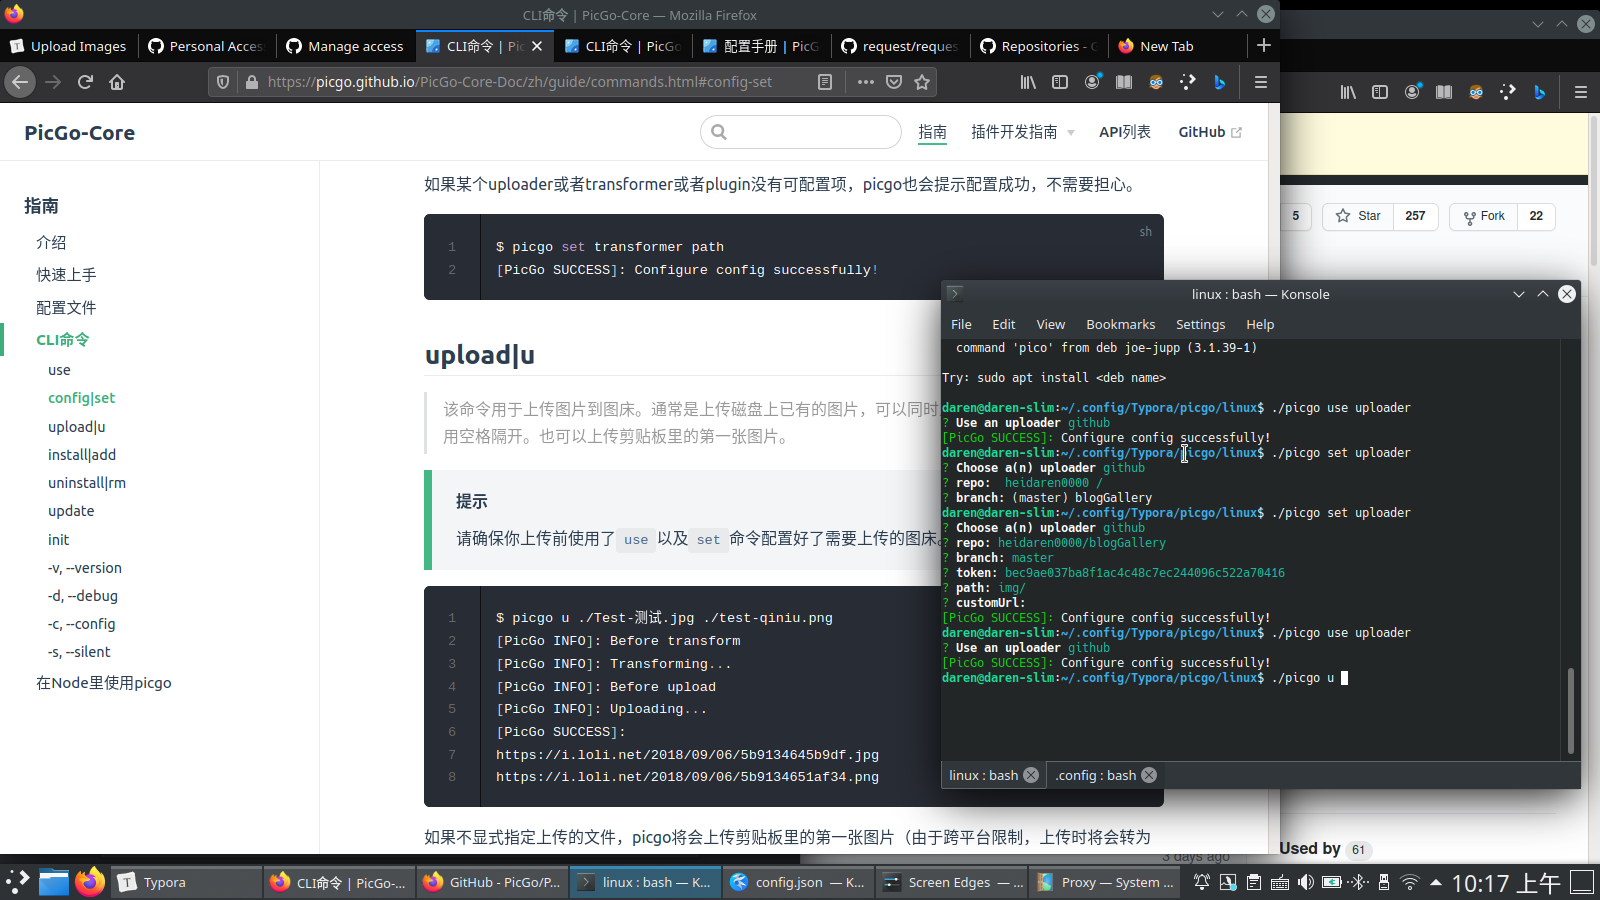 CLI命令 | PicGo-Core — Mozilla Firefox
Upload Images
Personal Acces
Manage access
CLI命令 | Pic
CLI命令 | PicGo
配置手册 | PicG
request/reques
Repositories - G
New Tab
https://picgo.github.io/PicGo-Core-Doc/zh/guide/commands.html#config-set
PicGo-Core
指南
插件开发指南
API列表
GitHub
指南
介绍
快速上手
配置文件
CLI命令
use
config|set
upload|u
install|add
uninstall|rm
update
init
-v, --version
-d, --debug
-c, --config
-s, --silent
在Node里使用picgo
如果某个uploader或者transformer或者plugin没有可配置项，picgo也会提示配置成功，不需要担心。
sh
1 $ picgo set transformer path
2 [PicGo SUCCESS]: Configure config successfully!
upload|u
该命令用于上传图片到图床。通常是上传磁盘上已有的图片，可以同时
用空格隔开。也可以上传剪贴板里的第一张图片。
提示
请确保你上传前使用了 use 以及 set 命令配置好了需要上传的图床。
1 $ picgo u ./Test-测试.jpg ./test-qiniu.png
2 [PicGo INFO]: Before transform
3 [PicGo INFO]: Transforming...
4 [PicGo INFO]: Before upload
5 [PicGo INFO]: Uploading...
6 [PicGo SUCCESS]:
7 https://i.loli.net/2018/09/06/5b9134645b9df.jpg
8 https://i.loli.net/2018/09/06/5b9134651af34.png
如果不显式指定上传的文件，picgo将会上传剪贴板里的第一张图片（由于跨平台限制，上传时将会转为
5
Star 257
Fork 22
linux : bash — Konsole
File Edit View Bookmarks Settings Help
command 'pico' from deb joe-jupp (3.1.39-1)
Try: sudo apt install <deb name>
daren@daren-slim:~/.config/Typora/picgo/linux$ ./picgo use uploader
? Use an uploader github
[PicGo SUCCESS]: Configure config successfully!
daren@daren-slim:~/.config/Typora/picgo/linux$ ./picgo set uploader
? Choose a(n) uploader github
? repo:  heidaren0000 /
? branch: (master) blogGallery
daren@daren-slim:~/.config/Typora/picgo/linux$ ./picgo set uploader
? Choose a(n) uploader github
? repo: heidaren0000/blogGallery
? branch: master
? token: bec9ae037ba8f1ac4c48c7ec244096c522a70416
? path: img/
? customUrl:
[PicGo SUCCESS]: Configure config successfully!
daren@daren-slim:~/.config/Typora/picgo/linux$ ./picgo use uploader
? Use an uploader github
[PicGo SUCCESS]: Configure config successfully!
daren@daren-slim:~/.config/Typora/picgo/linux$ ./picgo u
linux : bash
.config : bash
Used by 61
3 days ago
Typora
CLI命令 | PicGo-...
GitHub - PicGo/P...
linux : bash — K...
config.json — K...
Screen Edges — ...
Proxy — System ...
10:17 上午